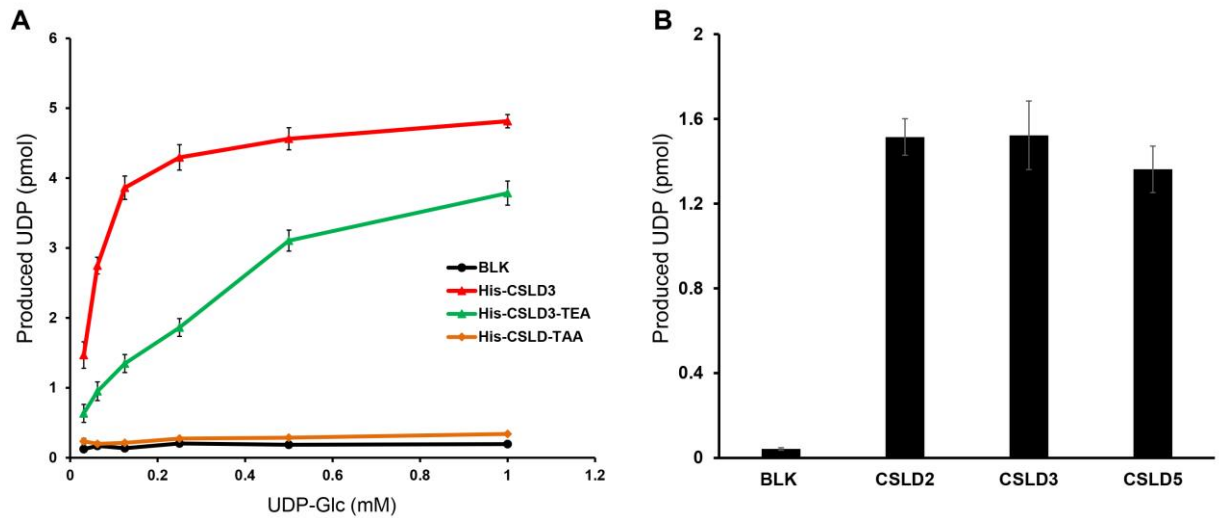 A
6
5
4
3
2
1
0
Produced UDP (pmol)
0
0.2
0.4
0.6
0.8
1
1.2
UDP-Glc (mM)
BLK
His-CSLD3
His-CSLD3-TEA
His-CSLD-TAA
B
2
1.6
1.2
0.8
0.4
0
Produced UDP (pmol)
BLK
CSLD2
CSLD3
CSLD5